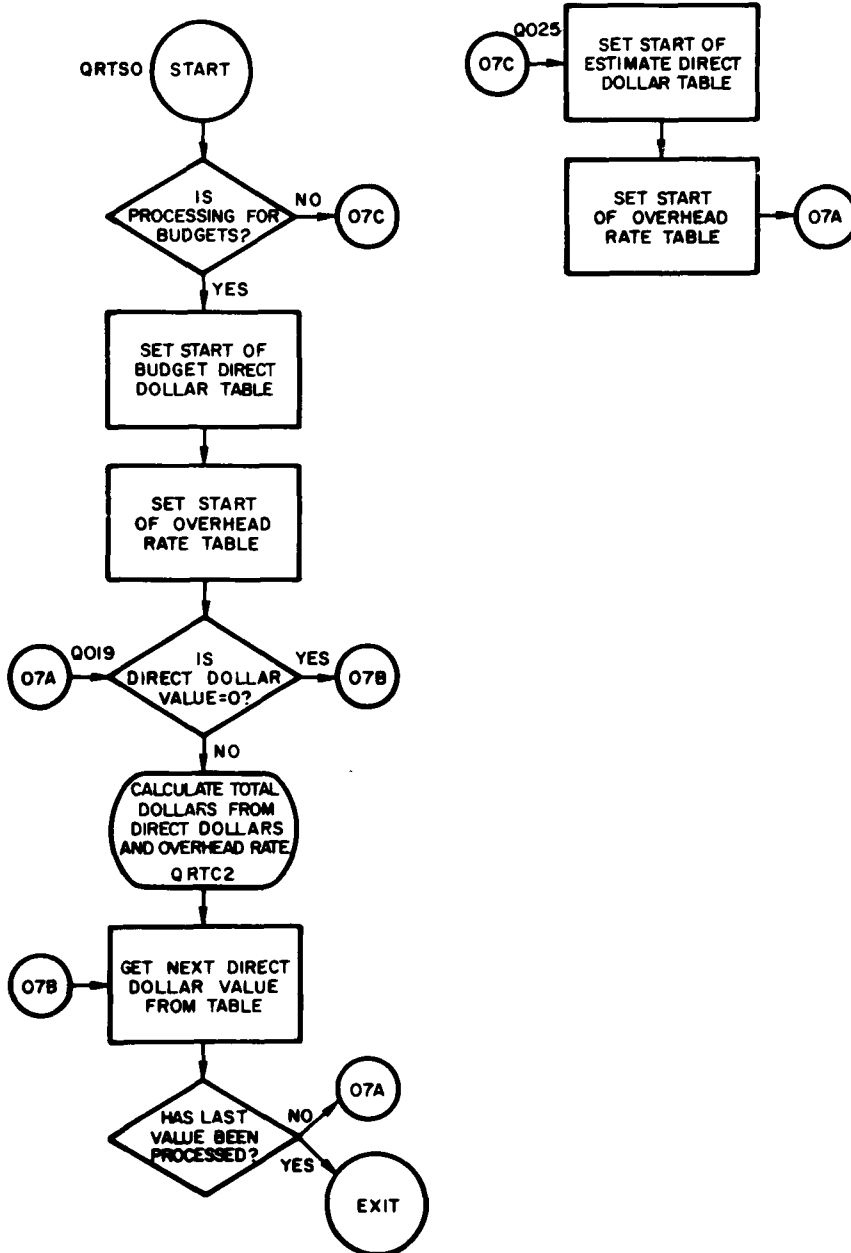 QRTSO
START
IS
PROCESSING FOR
BUDGETS?
NO
07C
YES
SET START OF
BUDGET DIRECT
DOLLAR TABLE
SET START
OF OVERHEAD
RATE TABLE
07A
Q019
IS
DIRECT DOLLAR
VALUE=0?
YES
07B
NO
CALCULATE TOTAL
DOLLARS FROM
DIRECT DOLLARS
AND OVERHEAD RATE
QRTC2
07B
GET NEXT DIRECT
DOLLAR VALUE
FROM TABLE
HAS LAST
VALUE BEEN
PROCESSED?
NO
07A
YES
EXIT
07C
Q025
SET START OF
ESTIMATE DIRECT
DOLLAR TABLE
SET START
OF OVERHEAD
RATE TABLE
07A